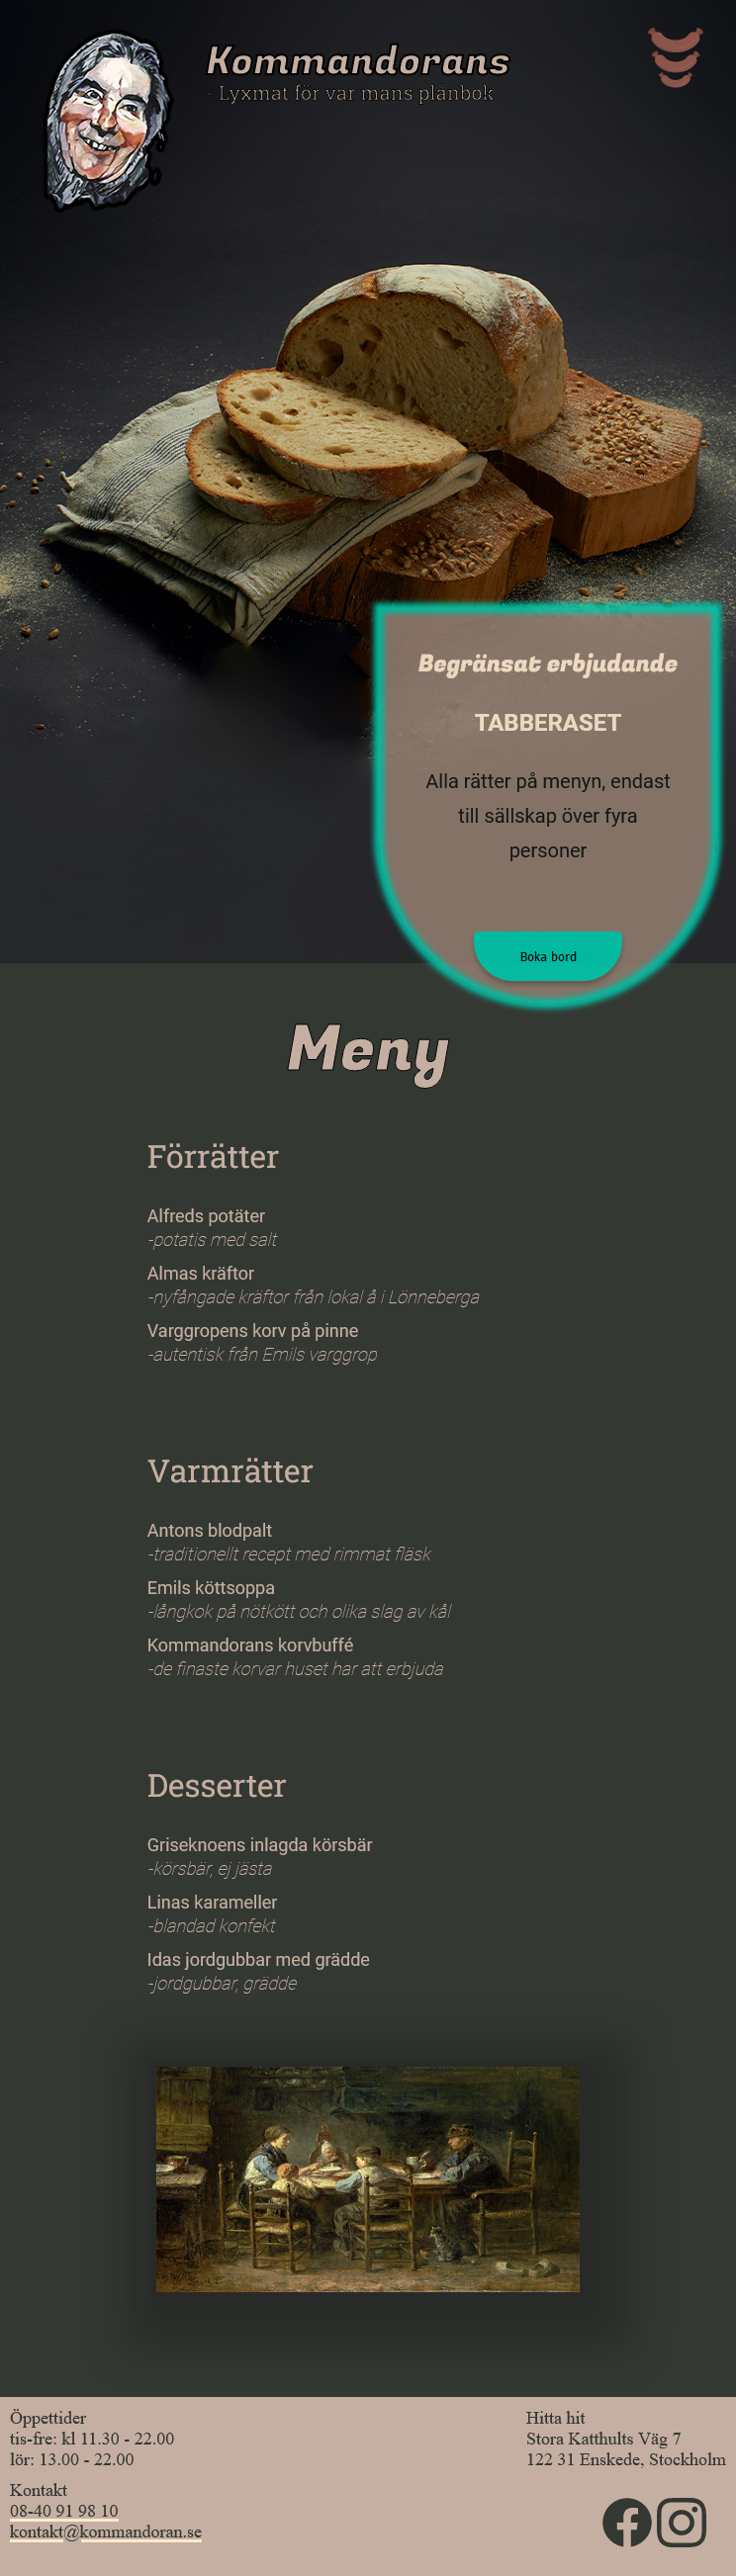 Kommandorans
- Lyxmat för var mans plånbok
Begränsat erbjudande
TABBERASET
Alla rätter på menyn, endast
till sällskap över fyra
personer
Boka bord
Meny
Förrätter
Alfreds potäter
-potatis med salt
Almas kräftor
-nyfångade kräftor från lokal å i Lönneberga
Varggropens korv på pinne
-autentisk från Emils varggrop
Varmrätter
Antons blodpalt
-traditionellt recept med rimmat fläsk
Emils köttsoppa
-långkok på nötkött och olika slag av kål
Kommandorans korvbuffé
-de finaste korvar huset har att erbjuda
Desserter
Griseknoens inlagda körsbär
-körsbär, ej jästa
Linas karameller
-blandad konfekt
Idas jordgubbar med grädde
-jordgubbar, grädde
Öppettider
tis-fre: kl 11.30 - 22.00
lör: 13.00 - 22.00
Kontakt
08-40 91 98 10
kontakt@kommandoran.se
Hitta hit
Stora Katthults Väg 7
122 31 Enskede, Stockholm